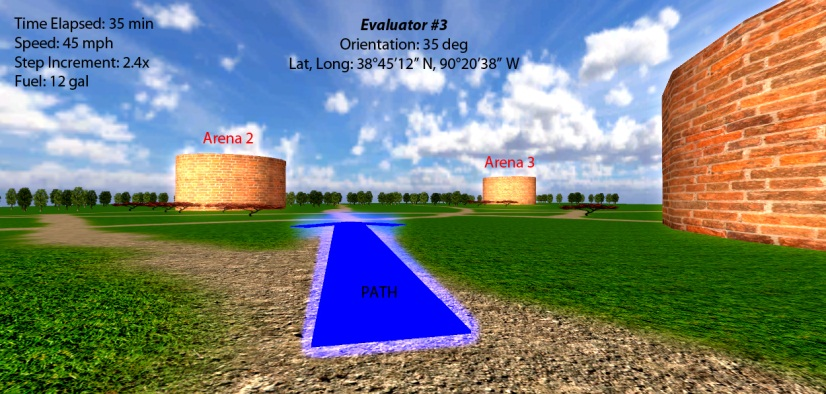 Time Elapsed: 35 min
Speed: 45 mph
Step Increment: 2.4x
Fuel: 12 gal
Evaluator #3
Orientation: 35 deg
Lat, Long: 38°45’12” N, 90°20’38” W
Arena 2
Arena 3
PATH